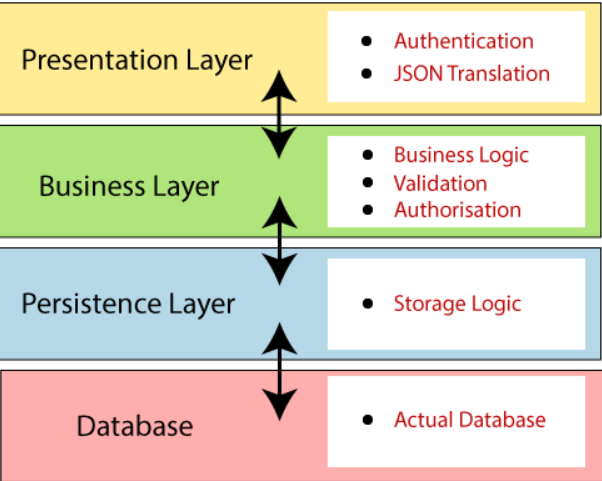 Presentation Layer
• Authentication
• JSON Translation
Business Layer
• Business Logic
• Validation
• Authorisation
Persistence Layer
• Storage Logic
Database
• Actual Database